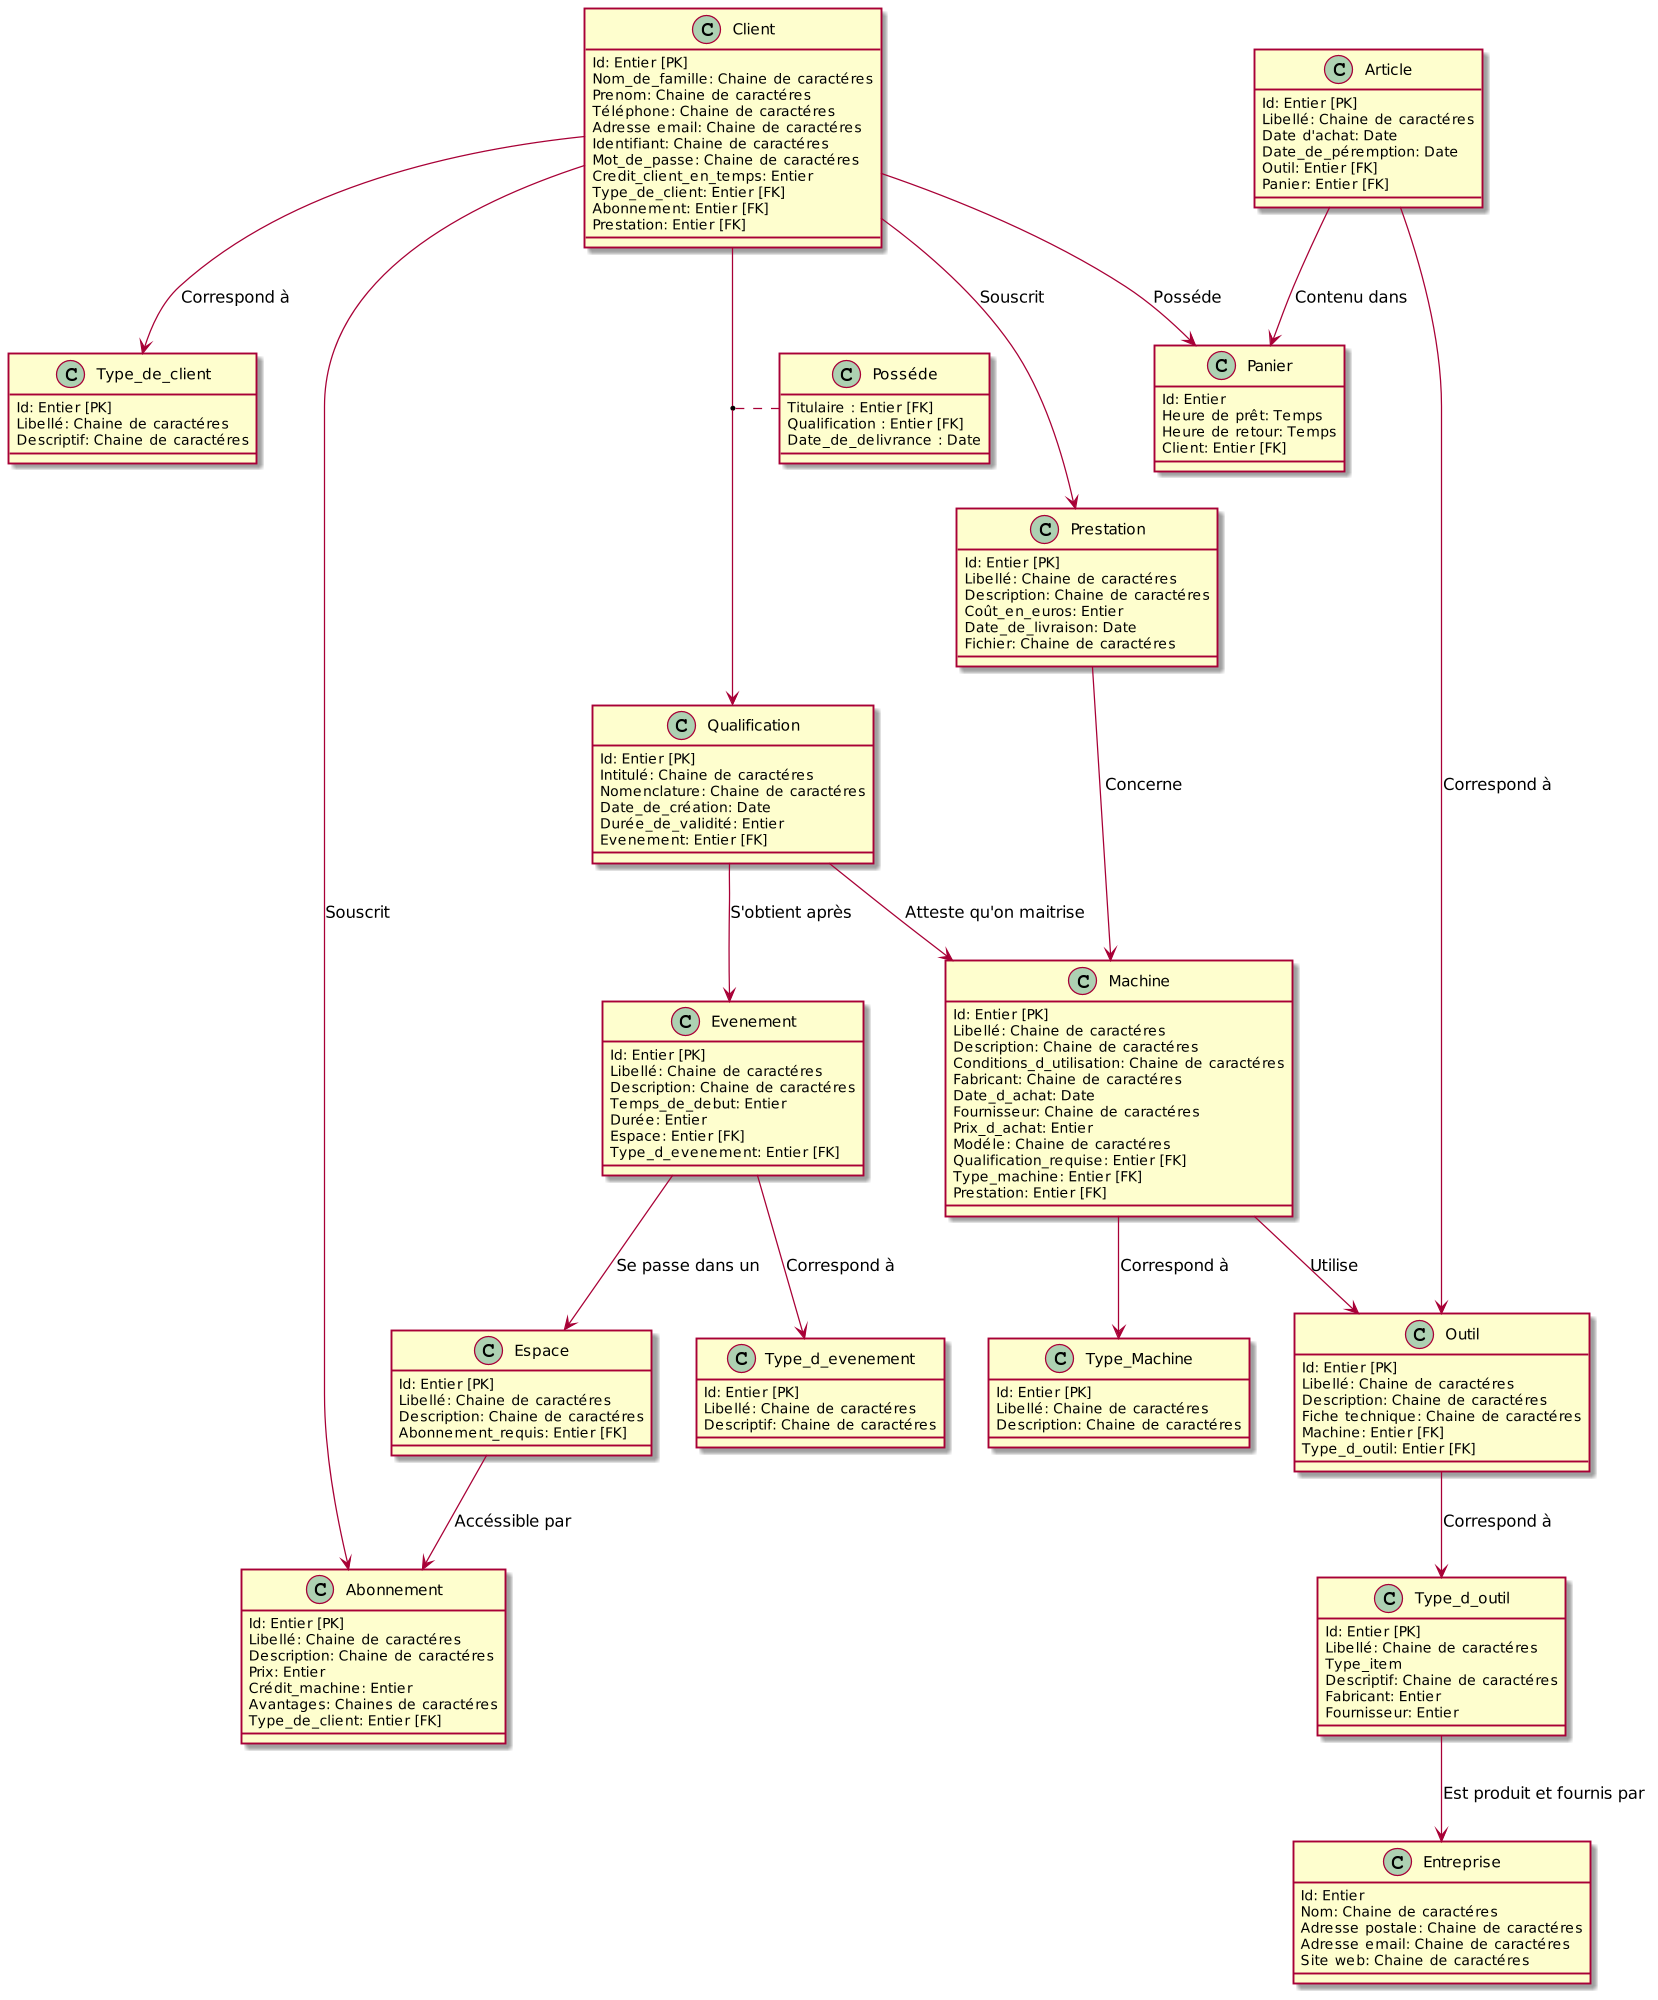 C Client
Id: Entier [PK]
Nom_de_famille: Chaine de caractéres
Prenom: Chaine de caractéres
Téléphone: Chaine de caractéres
Adresse email: Chaine de caractéres
Identifiant: Chaine de caractéres
Mot_de_passe: Chaine de caractéres
Credit_client_en_temps: Entier
Type_de_client: Entier [FK]
Abonnement: Entier [FK]
Prestation: Entier [FK]
C Article
Id: Entier [PK]
Libellé: Chaine de caractéres
Date d'achat: Date
Date_de_péremption: Date
Outil: Entier [FK]
Panier: Entier [FK]
Correspond à
Souscrit
Posséde
Contenu dans
C Type_de_client
Id: Entier [PK]
Libellé: Chaine de caractéres
Descriptif: Chaine de caractéres
C Posséde
Titulaire : Entier [FK]
Qualification : Entier [FK]
Date_de_delivrance : Date
C Panier
Id: Entier
Heure de prêt: Temps
Heure de retour: Temps
Client: Entier [FK]
C Prestation
Id: Entier [PK]
Libellé: Chaine de caractéres
Description: Chaine de caractéres
Coût_en_euros: Entier
Date_de_livraison: Date
Fichier: Chaine de caractéres
C Qualification
Id: Entier [PK]
Intitulé: Chaine de caractéres
Nomenclature: Chaine de caractéres
Date_de_création: Date
Durée_de_validité: Entier
Evenement: Entier [FK]
Concerne
Correspond à
Souscrit
S'obtient après
Atteste qu'on maitrise
C Evenement
Id: Entier [PK]
Libellé: Chaine de caractéres
Description: Chaine de caractéres
Temps_de_debut: Entier
Durée: Entier
Espace: Entier [FK]
Type_d_evenement: Entier [FK]
C Machine
Id: Entier [PK]
Libellé: Chaine de caractéres
Description: Chaine de caractéres
Conditions_d_utilisation: Chaine de caractéres
Fabricant: Chaine de caractéres
Date_d_achat: Date
Fournisseur: Chaine de caractéres
Prix_d_achat: Entier
Modéle: Chaine de caractéres
Qualification_requise: Entier [FK]
Type_machine: Entier [FK]
Prestation: Entier [FK]
Se passe dans un
Correspond à
Correspond à
Utilise
C Espace
Id: Entier [PK]
Libellé: Chaine de caractéres
Description: Chaine de caractéres
Abonnement_requis: Entier [FK]
C Type_d_evenement
Id: Entier [PK]
Libellé: Chaine de caractéres
Descriptif: Chaine de caractéres
C Type_Machine
Id: Entier [PK]
Libellé: Chaine de caractéres
Description: Chaine de caractéres
C Outil
Id: Entier [PK]
Libellé: Chaine de caractéres
Description: Chaine de caractéres
Fiche technique: Chaine de caractéres
Machine: Entier [FK]
Type_d_outil: Entier [FK]
Accéssible par
Correspond à
C Abonnement
Id: Entier [PK]
Libellé: Chaine de caractéres
Description: Chaine de caractéres
Prix: Entier
Crédit_machine: Entier
Avantages: Chaines de caractéres
Type_de_client: Entier [FK]
C Type_d_outil
Id: Entier [PK]
Libellé: Chaine de caractéres
Type_item
Descriptif: Chaine de caractéres
Fabricant: Entier
Fournisseur: Entier
Est produit et fournis par
C Entreprise
Id: Entier
Nom: Chaine de caractéres
Adresse postale: Chaine de caractéres
Adresse email: Chaine de caractéres
Site web: Chaine de caractéres